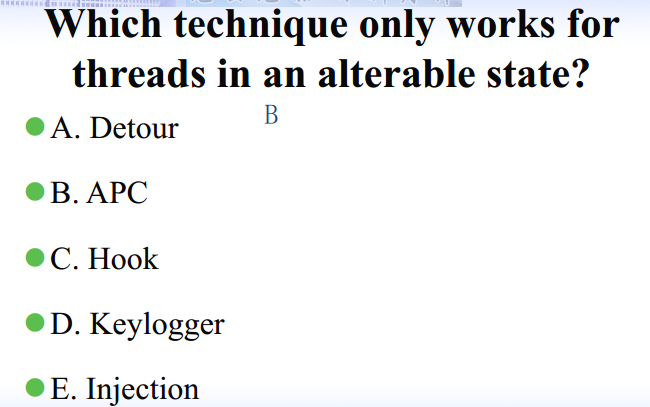 Which technique only works for
threads in an alterable state?
B
A. Detour
B. APC
C. Hook
D. Keylogger
E. Injection